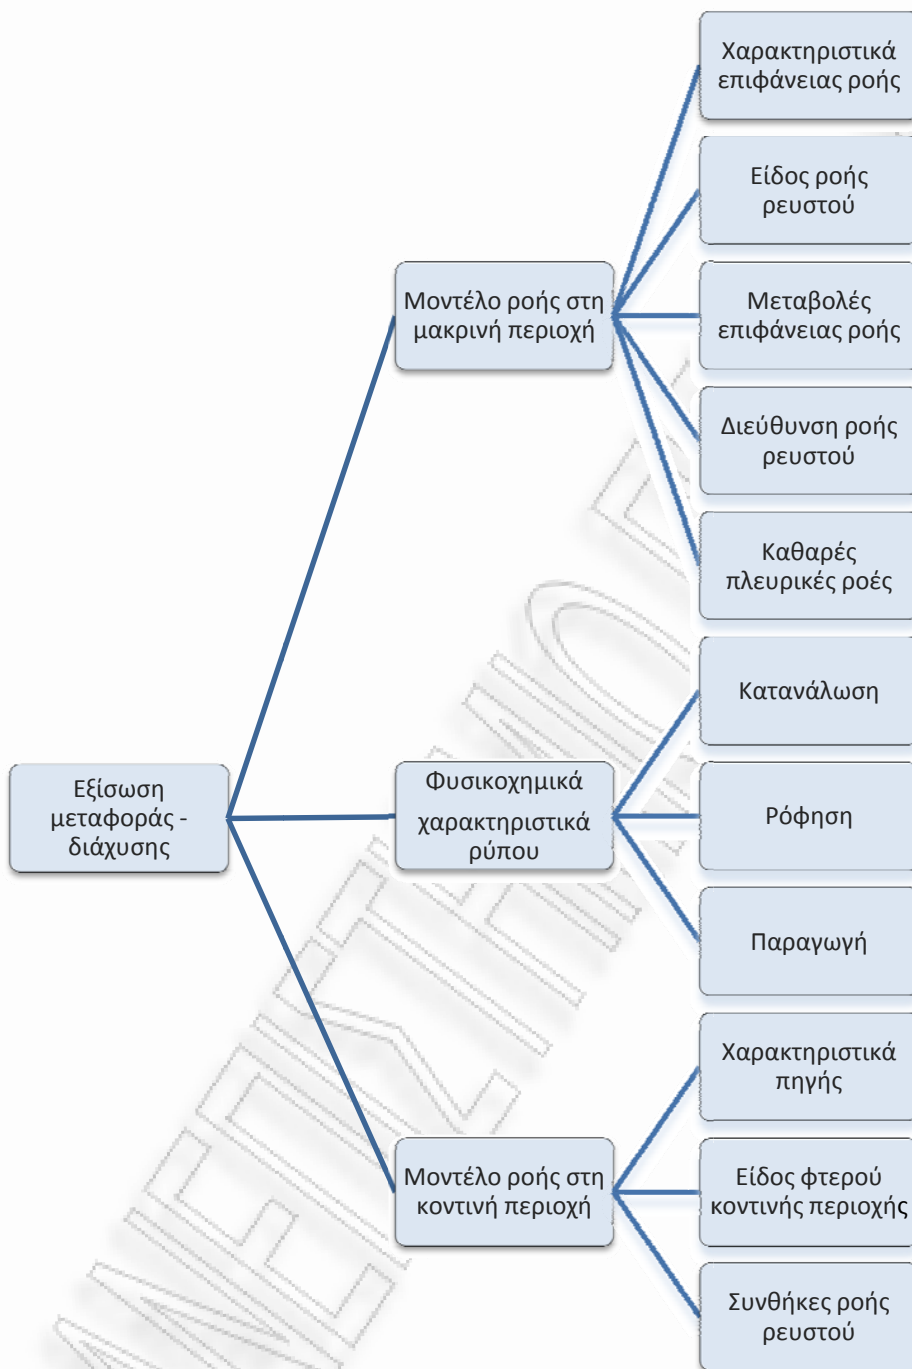 Εξίσωση
μεταφοράς -
διάχυσης
Μοντέλο ροής στη
μακρινή περιοχή
Χαρακτηριστικά
επιφάνειας ροής
Είδος ροής
ρευστού
Μεταβολές
επιφάνειας ροής
Διεύθυνση ροής
ρευστού
Καθαρές
πλευρικές ροές
Φυσικοχημικά
χαρακτηριστικά
ρύπου
Κατανάλωση
Ρόφηση
Παραγωγή
Μοντέλο ροής στη
κοντινή περιοχή
Χαρακτηριστικά
πηγής
Είδος φτερού
κοντινής περιοχής
Συνθήκες ροής
ρευστού